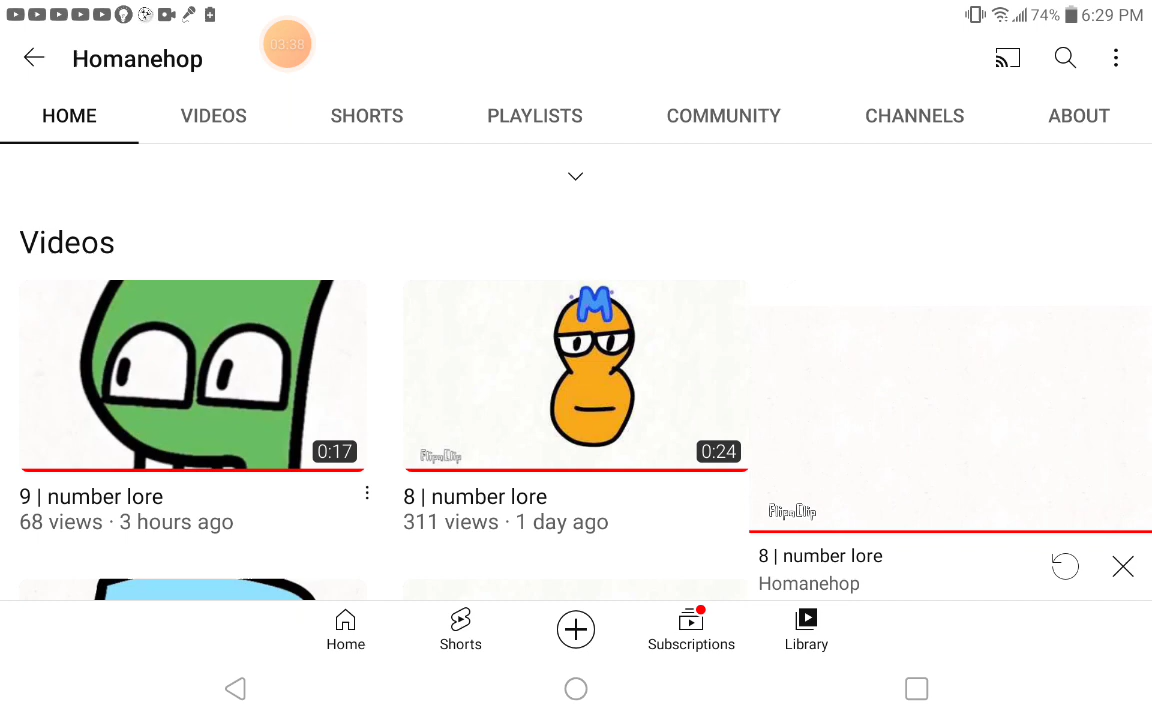 74% 6:29 PM
03:38
Homanehop
HOME VIDEOS SHORTS PLAYLISTS COMMUNITY CHANNELS ABOUT
Videos
M
0:17
FlipaClip
0:24
FlipaClip
9 | number lore
68 views · 3 hours ago
8 | number lore
311 views · 1 day ago
8 | number lore
Homanehop
Home Shorts Subscriptions Library